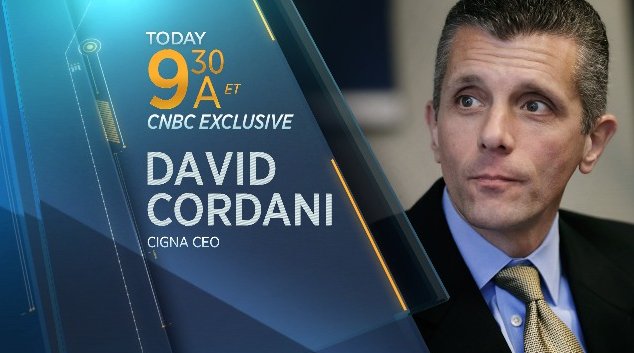 TODAY
9 30 A ET
CNBC EXCLUSIVE
DAVID
CORDANI
CIGNA CEO